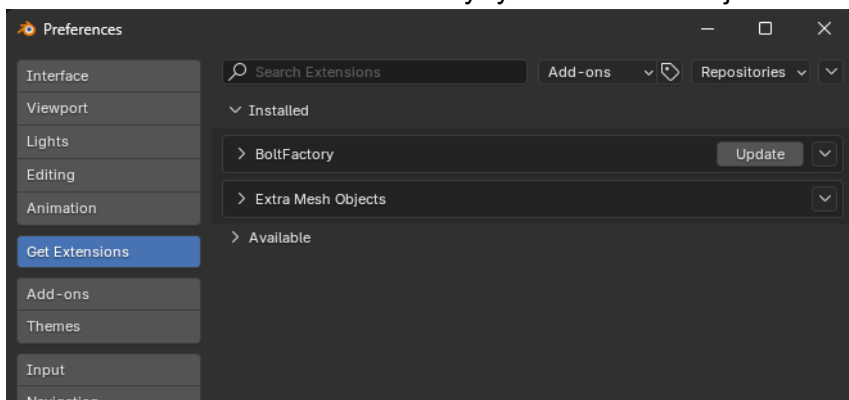 Preferences
Interface
Viewport
Lights
Editing
Animation
Get Extensions
Add-ons
Themes
Input
Search Extensions
Add-ons
Repositories
Installed
BoltFactory
Update
Extra Mesh Objects
Available